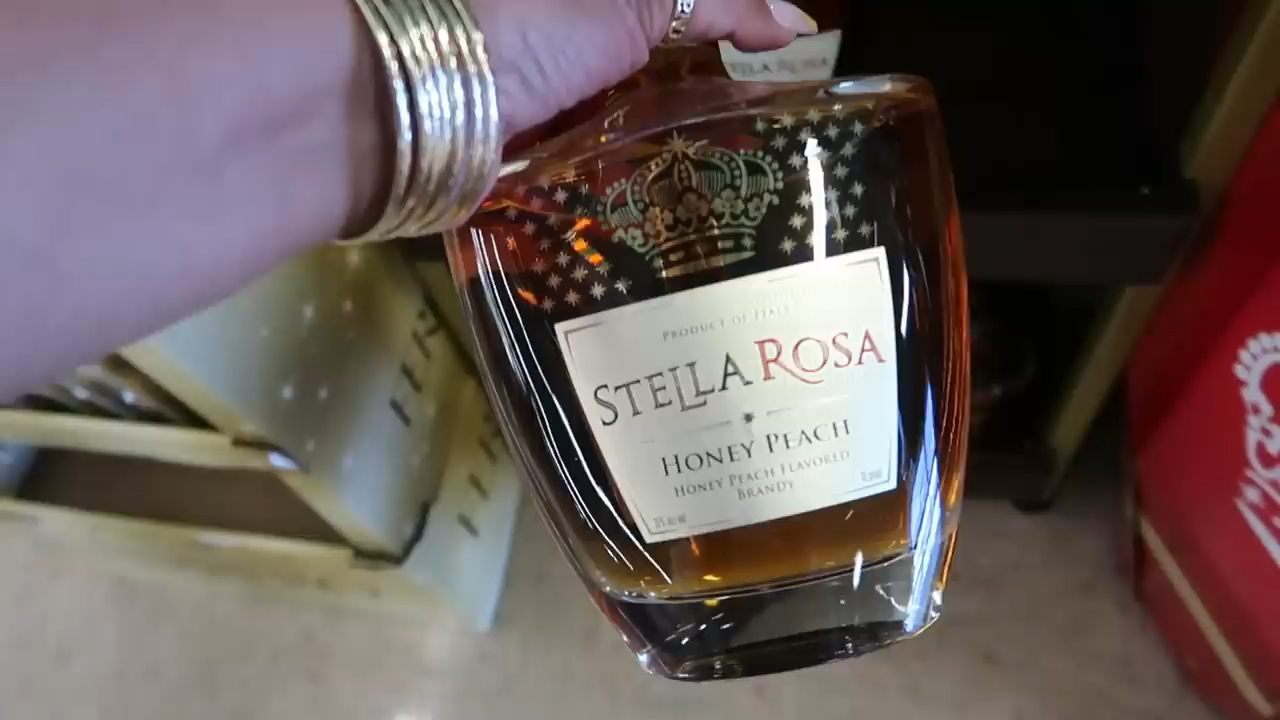 STELLA ROSA
PRODUCT OF ITALY
STELLA ROSA
HONEY PEACH
HONEY PEACH FLAVORED
BRANDY